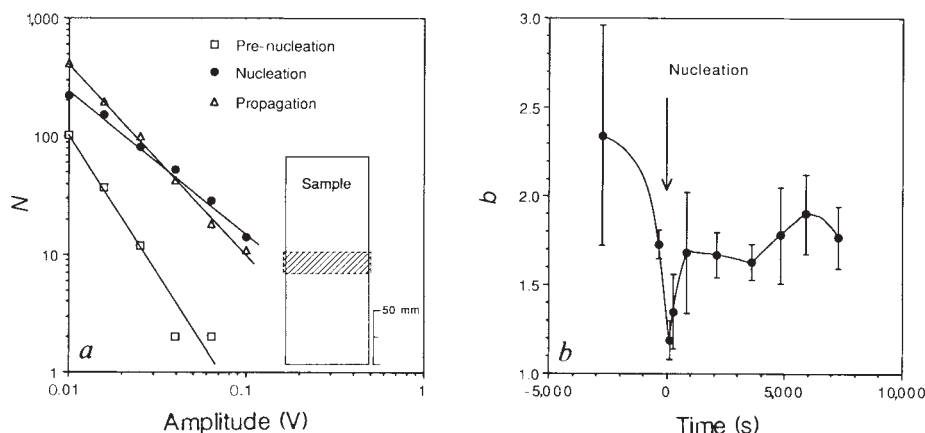 1,000
100
10
1
N
0.01
0.1
1
Amplitude (V)
Pre-nucleation
Nucleation
Propagation
Sample
50 mm
a
3.0
2.5
2.0
1.6
1.0
b
Nucleation
-5,000
0
5,000
10,000
Time (s)
b